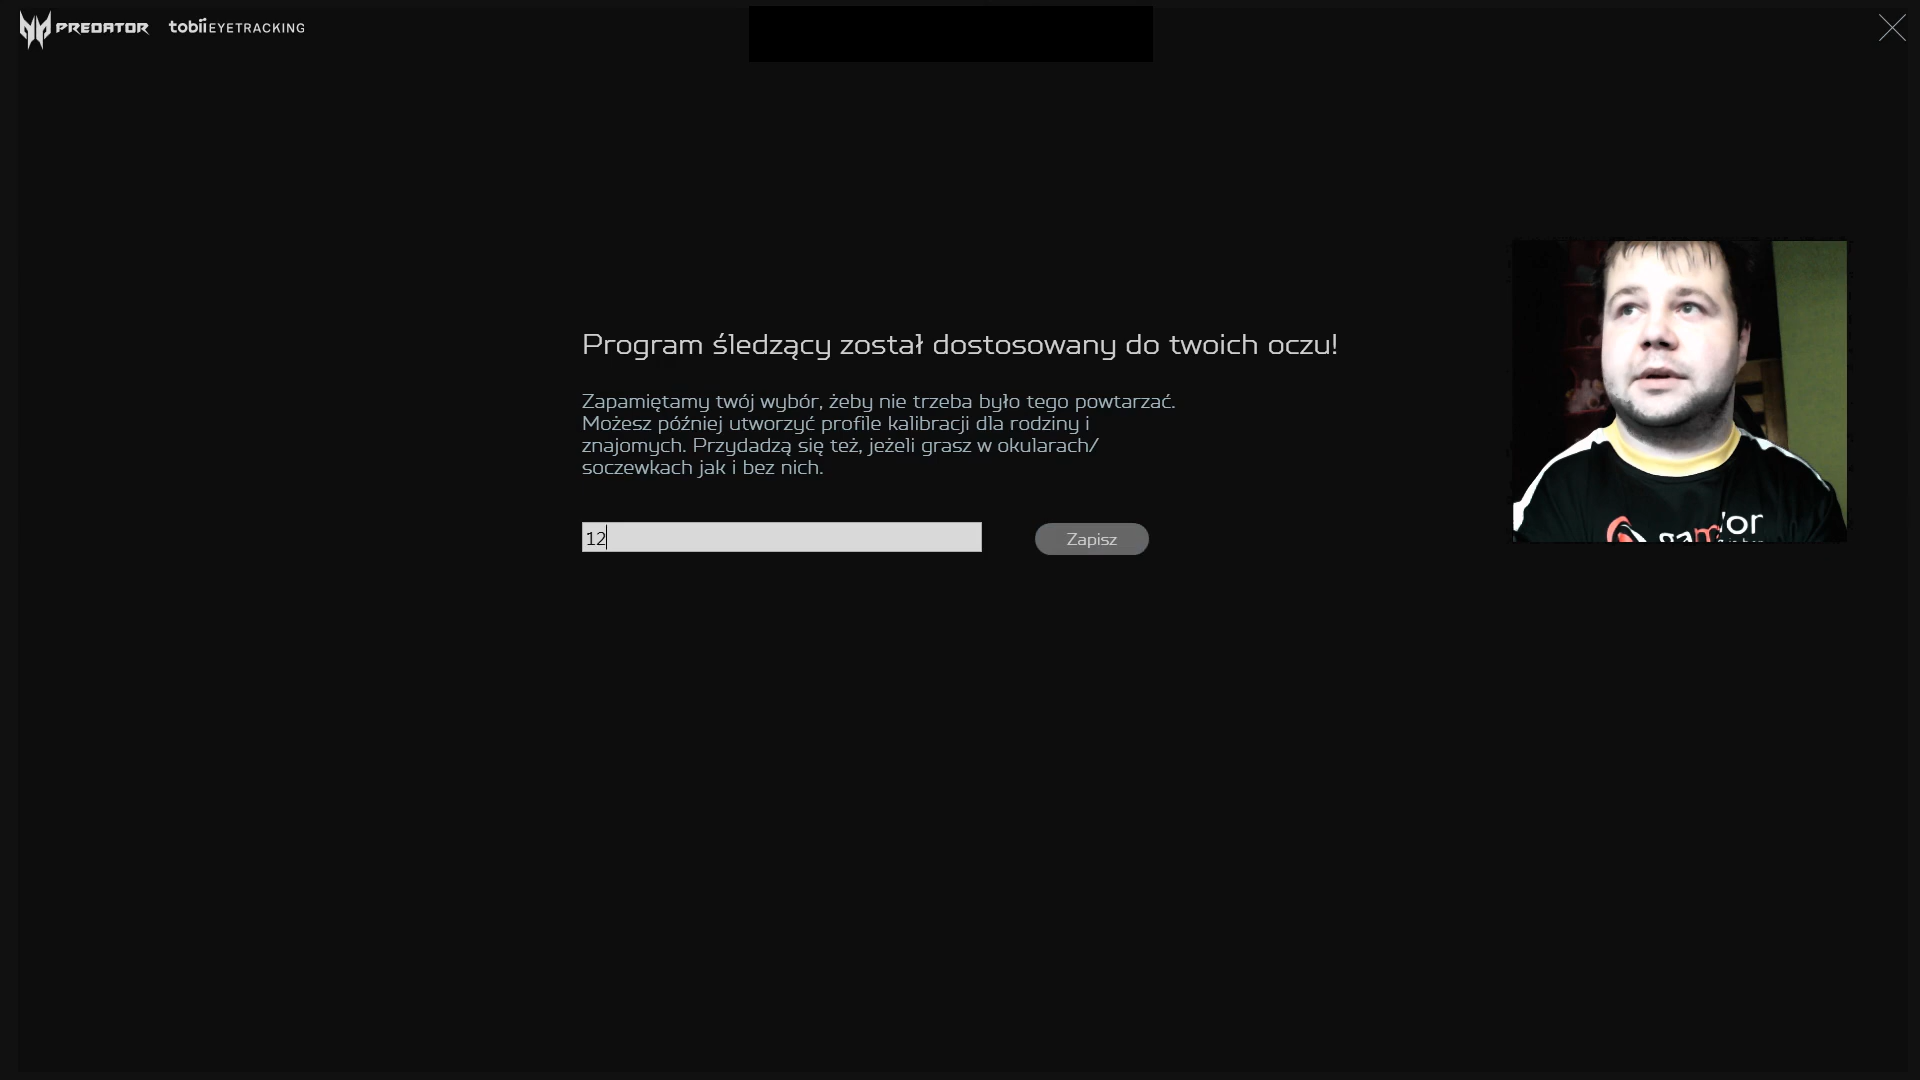 PREDATOR
tobii EYETRACKING
Program śledzący został dostosowany do twoich oczu!
Zapamiętamy twój wybór, żeby nie trzeba było tego powtarzać.
Możesz później utworzyć profile kalibracji dla rodziny i
znajomych. Przydadzą się też, jeżeli grasz w okularach/
soczewkach jak i bez nich.
12
Zapisz